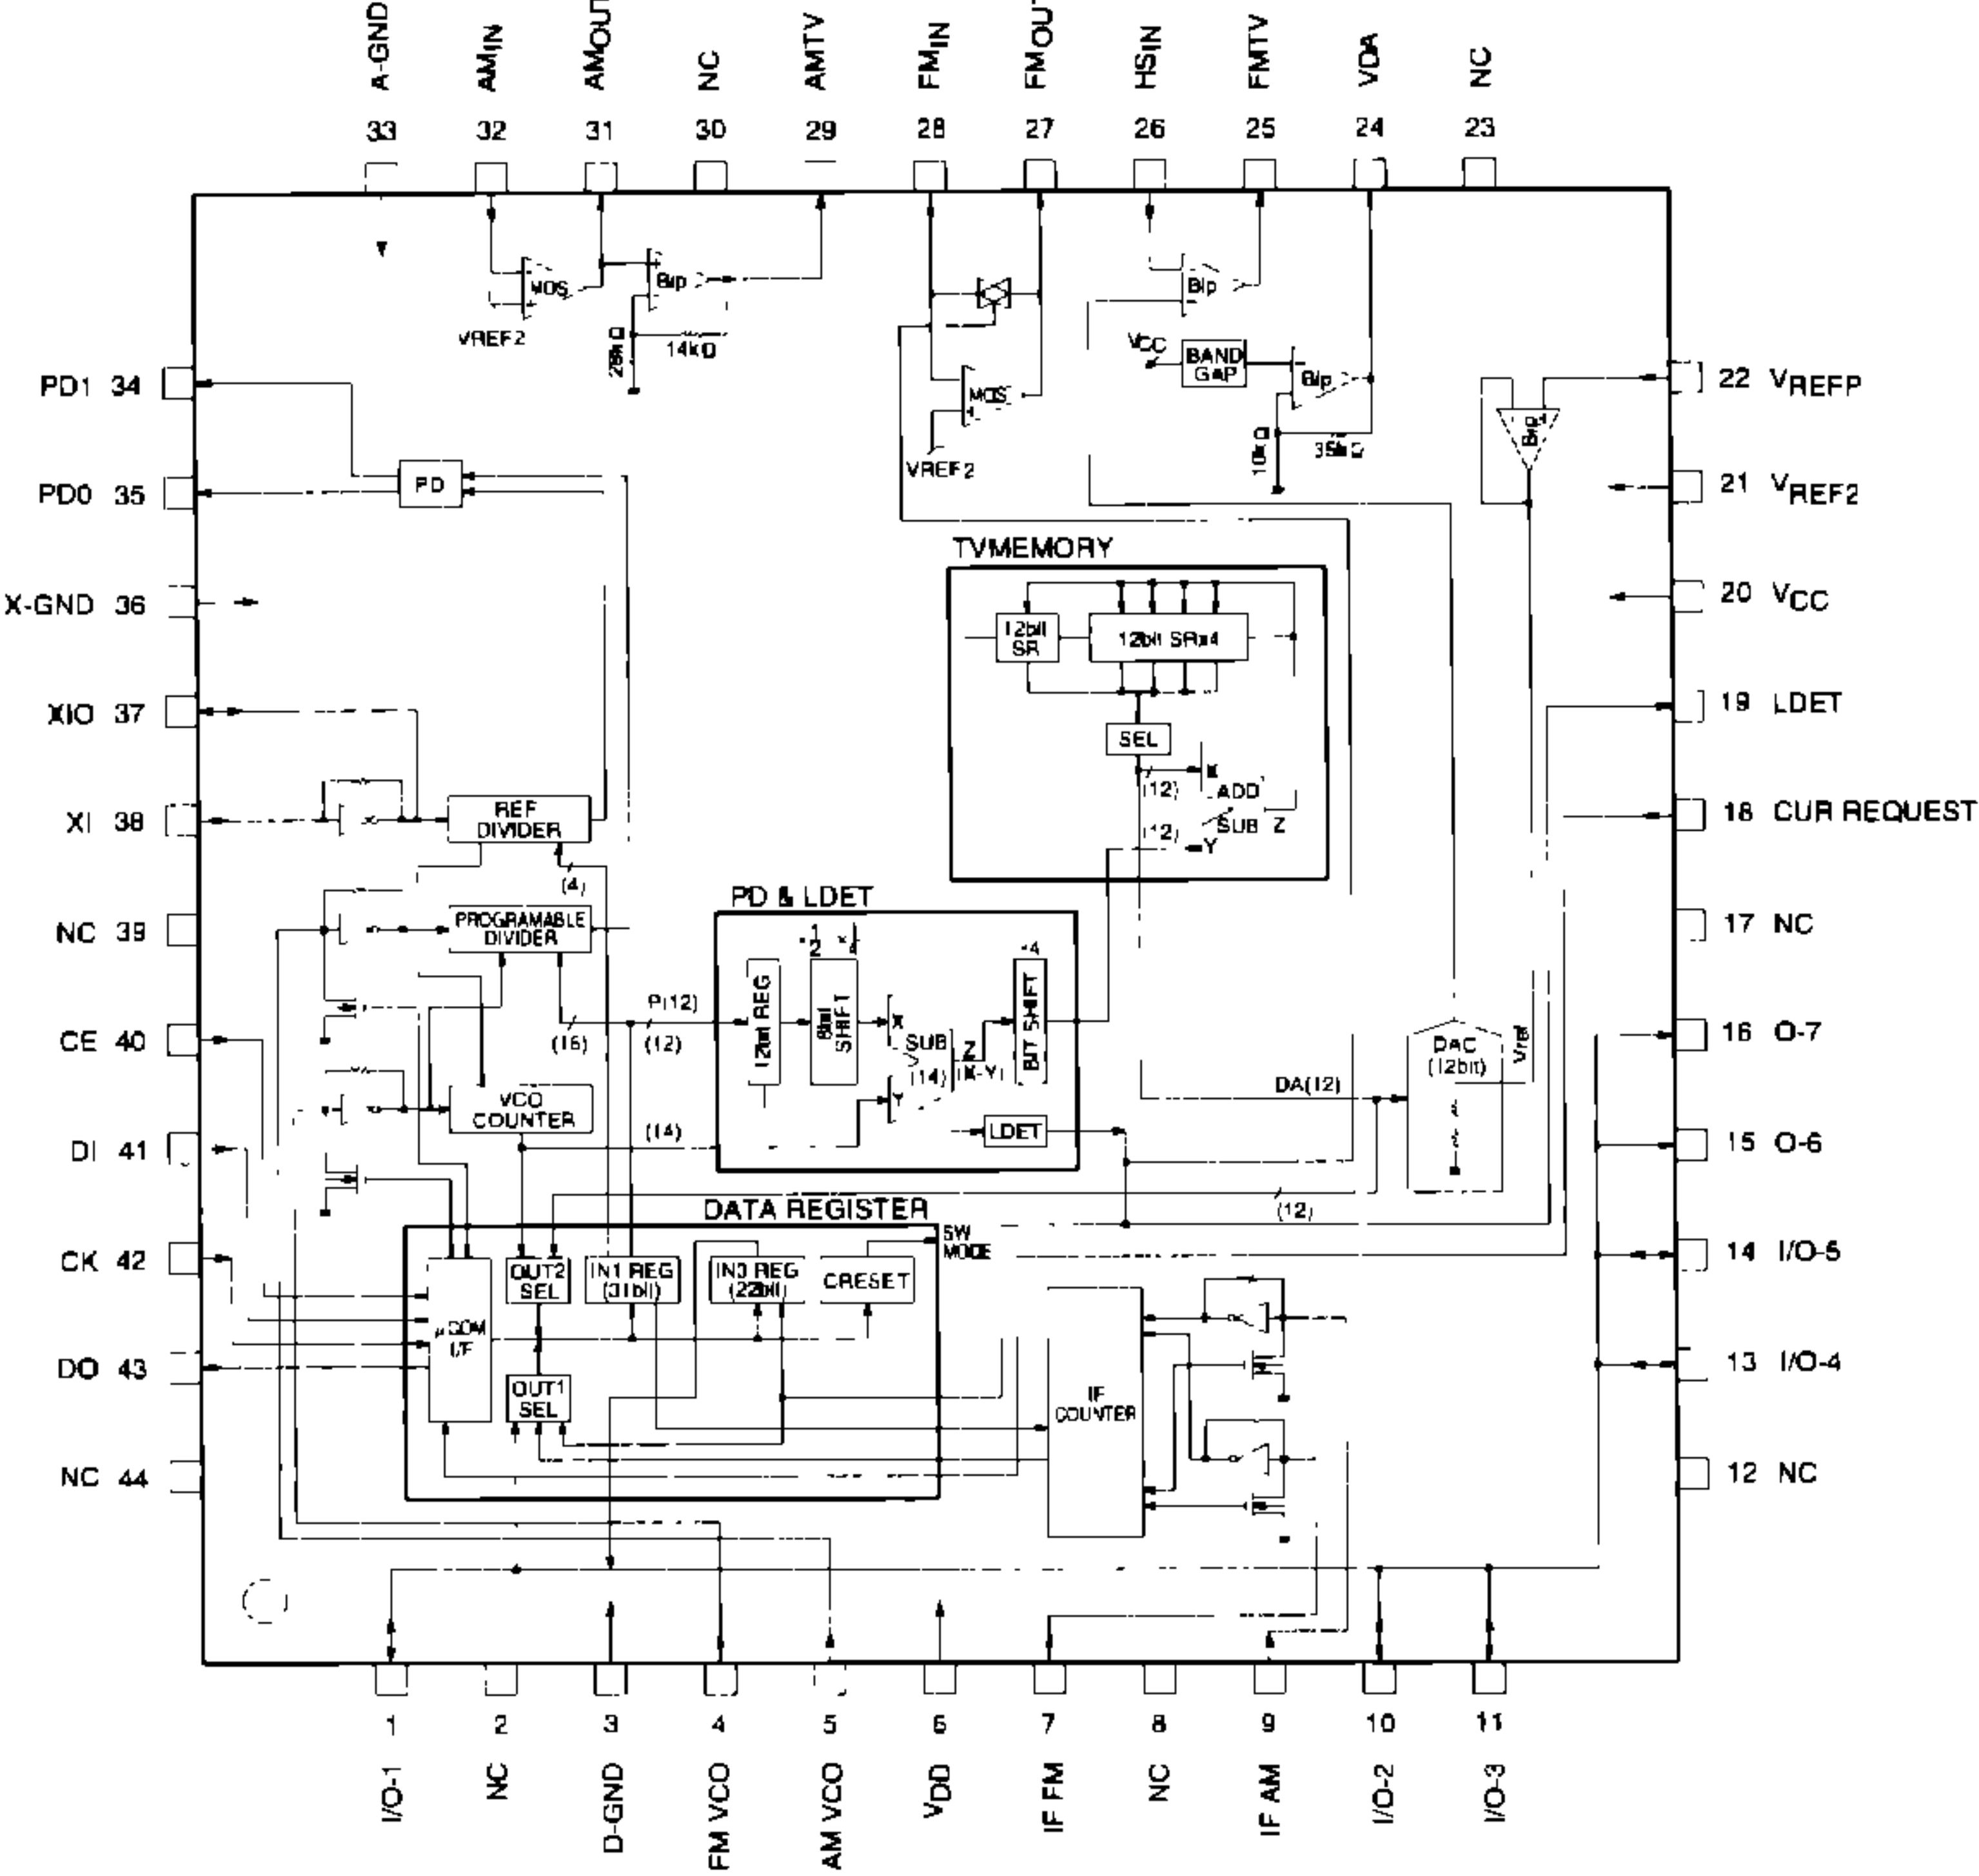 A-GND
AMIN
AMOUT
NC
AMTV
FMIN
FMOUT
HSIN
FMTV
VDA
NC
33
32
31
30
29
28
27
26
25
24
23
MOS
Bip
VREF2
14kΩ
Bip
VCC
BAND
GAP
Bip
10kΩ
MOS
VREF2
Bip
PD1 34
PD0 35
X-GND 36
XIO 37
XI 38
NC 39
CE 40
DI 41
CK 42
DO 43
NC 44
22 VREFP
21 VREF2
20 VCC
19 LDET
18 CUR REQUEST
17 NC
16 O-7
15 O-6
14 I/O-5
13 I/O-4
12 NC
PD
TVMEMORY
12bit
SR
12bit SRx4
SEL
(12)
X
ADD
SUB Z
(12)
Y
REF
DIVIDER
(4)
PROGRAMABLE
DIVIDER
(16)
P(12)
(12)
VCO
COUNTER
(14)
PD & LDET
12bit REG
SHIFT
X
SUB
(14)
Y
Z
(X-Y)
BIT SHIFT
LDET
DA(12)
DAC
(12bit)
Vref
(12)
DATA REGISTER
SW
MODE
μCOM
I/F
OUT2
SEL
IN1 REG
(31bit)
IN0 REG
(22bit)
CRESET
OUT1
SEL
IF
COUNTER
1
2
3
4
5
6
7
8
9
10
11
I/O-1
NC
D-GND
FM VCO
AM VCO
VDD
IF FM
NC
IF AM
I/O-2
I/O-3